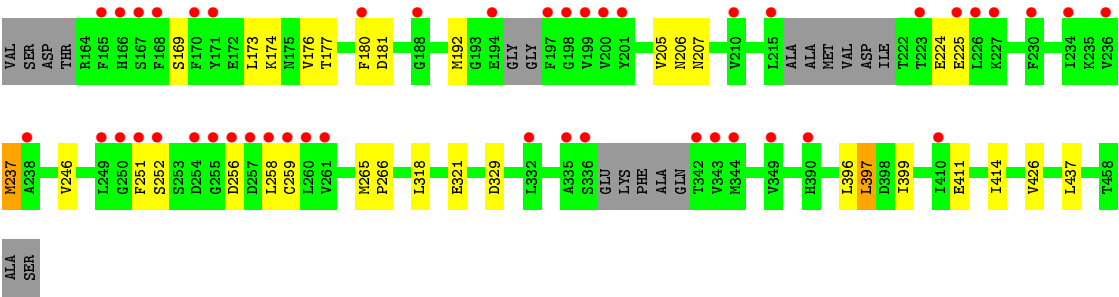 VAL SER ASP THR R164 F165 H166 S167 F168 S169 F170 Y171 E172 L173 K174 N175 V176 T177 F180 D181 G188 M192 G193 E194 GLY GLY F197 G198 V199 V200 Y201 V205 N206 N207 V210 L215 ALA ALA MET VAL ASP ILE T222 T223 E224 E225 L226 K227 F230 I234 K235 V236
M237 A238 V246 L249 G250 F251 S252 S253 D254 G255 D256 D257 L258 C259 L260 V261 M265 P266 L318 E321 D329 L332 A335 S336 GLU LYS PHE ALA GLN T342 V343 M344 V349 H390 L396 L397 D398 I399 I410 E411 I414 V426 L437 T458
ALA SER